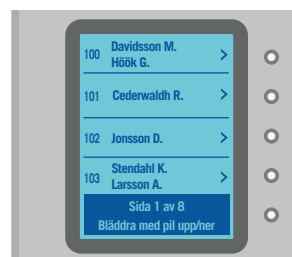 100 Davidsson M. >
Höök G.
101 Cederwaldh R. >
102 Jonsson D. >
103 Stendahl K. >
Larsson A.
Sida 1 av 8
Bläddra med pil upp/ner